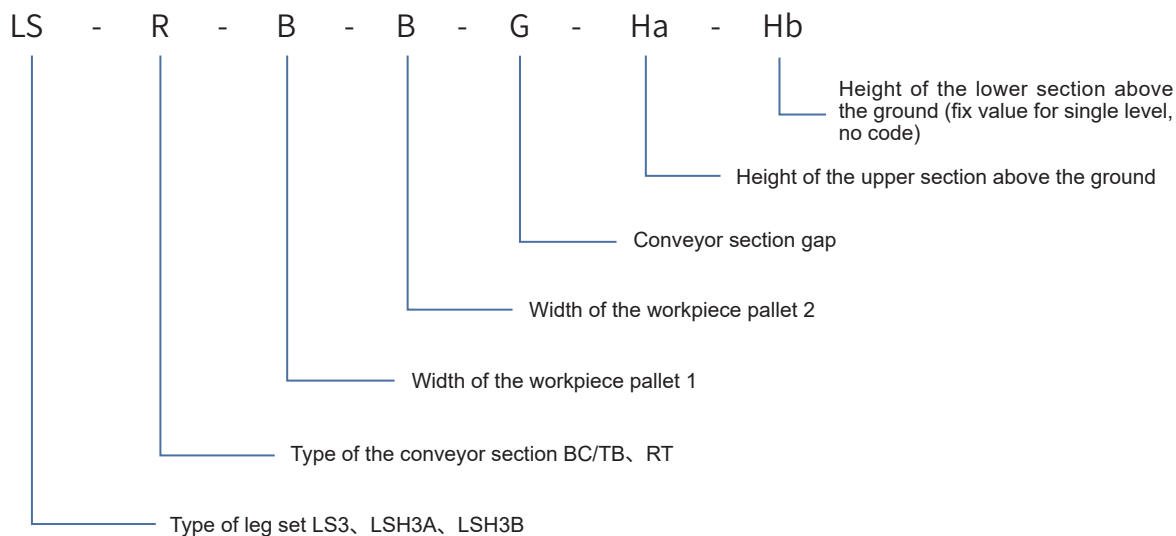 LS - R - B - B - G - Ha - Hb
Height of the lower section above
the ground (fix value for single level,
no code)
Height of the upper section above the ground
Conveyor section gap
Width of the workpiece pallet 2
Width of the workpiece pallet 1
Type of the conveyor section BC/TB、RT
Type of leg set LS3、LSH3A、LSH3B